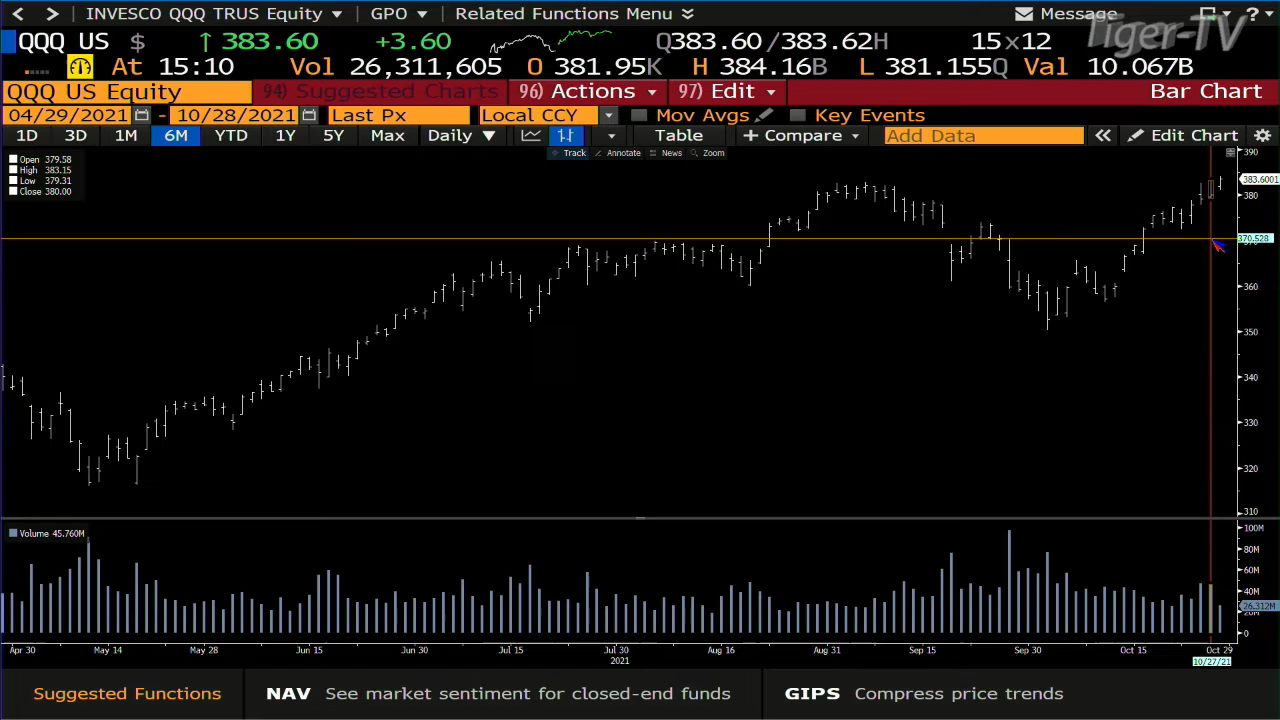 < > INVESCO QQQ TRUS Equity ▼ GPO ▼ Related Functions Menu Message ? ▼
Tiger-TV
QQQ US $ ↑ 383.60 +3.60 Q383.60/383.62H 15x12
At 15:10 Vol 26,311,605 O 381.95K H 384.16B L 381.155Q Val 10.067B
QQQ US Equity 94) Suggested Charts 96) Actions 97) Edit Bar Chart
04/29/2021 - 10/28/2021 Last Px Local CCY Mov Avgs Key Events
1D 3D 1M 6M YTD 1Y 5Y Max Daily ▼ Table + Compare Add Data « Edit Chart
Track Annotate News Zoom
Open 379.58
High 383.15
Low 379.31
Close 380.00
390
383.6001
380
370.528
360
350
340
330
320
310
Volume 45.760M
100M
80M
60M
40M
26.312M
20M
0
Apr 30 May 14 May 28 Jun 15 Jun 30 Jul 15 Jul 30 Aug 16 Aug 31 Sep 15 Sep 30 Oct 15 Oct 29
2021 10/27/21
Suggested Functions NAV See market sentiment for closed-end funds GIPS Compress price trends